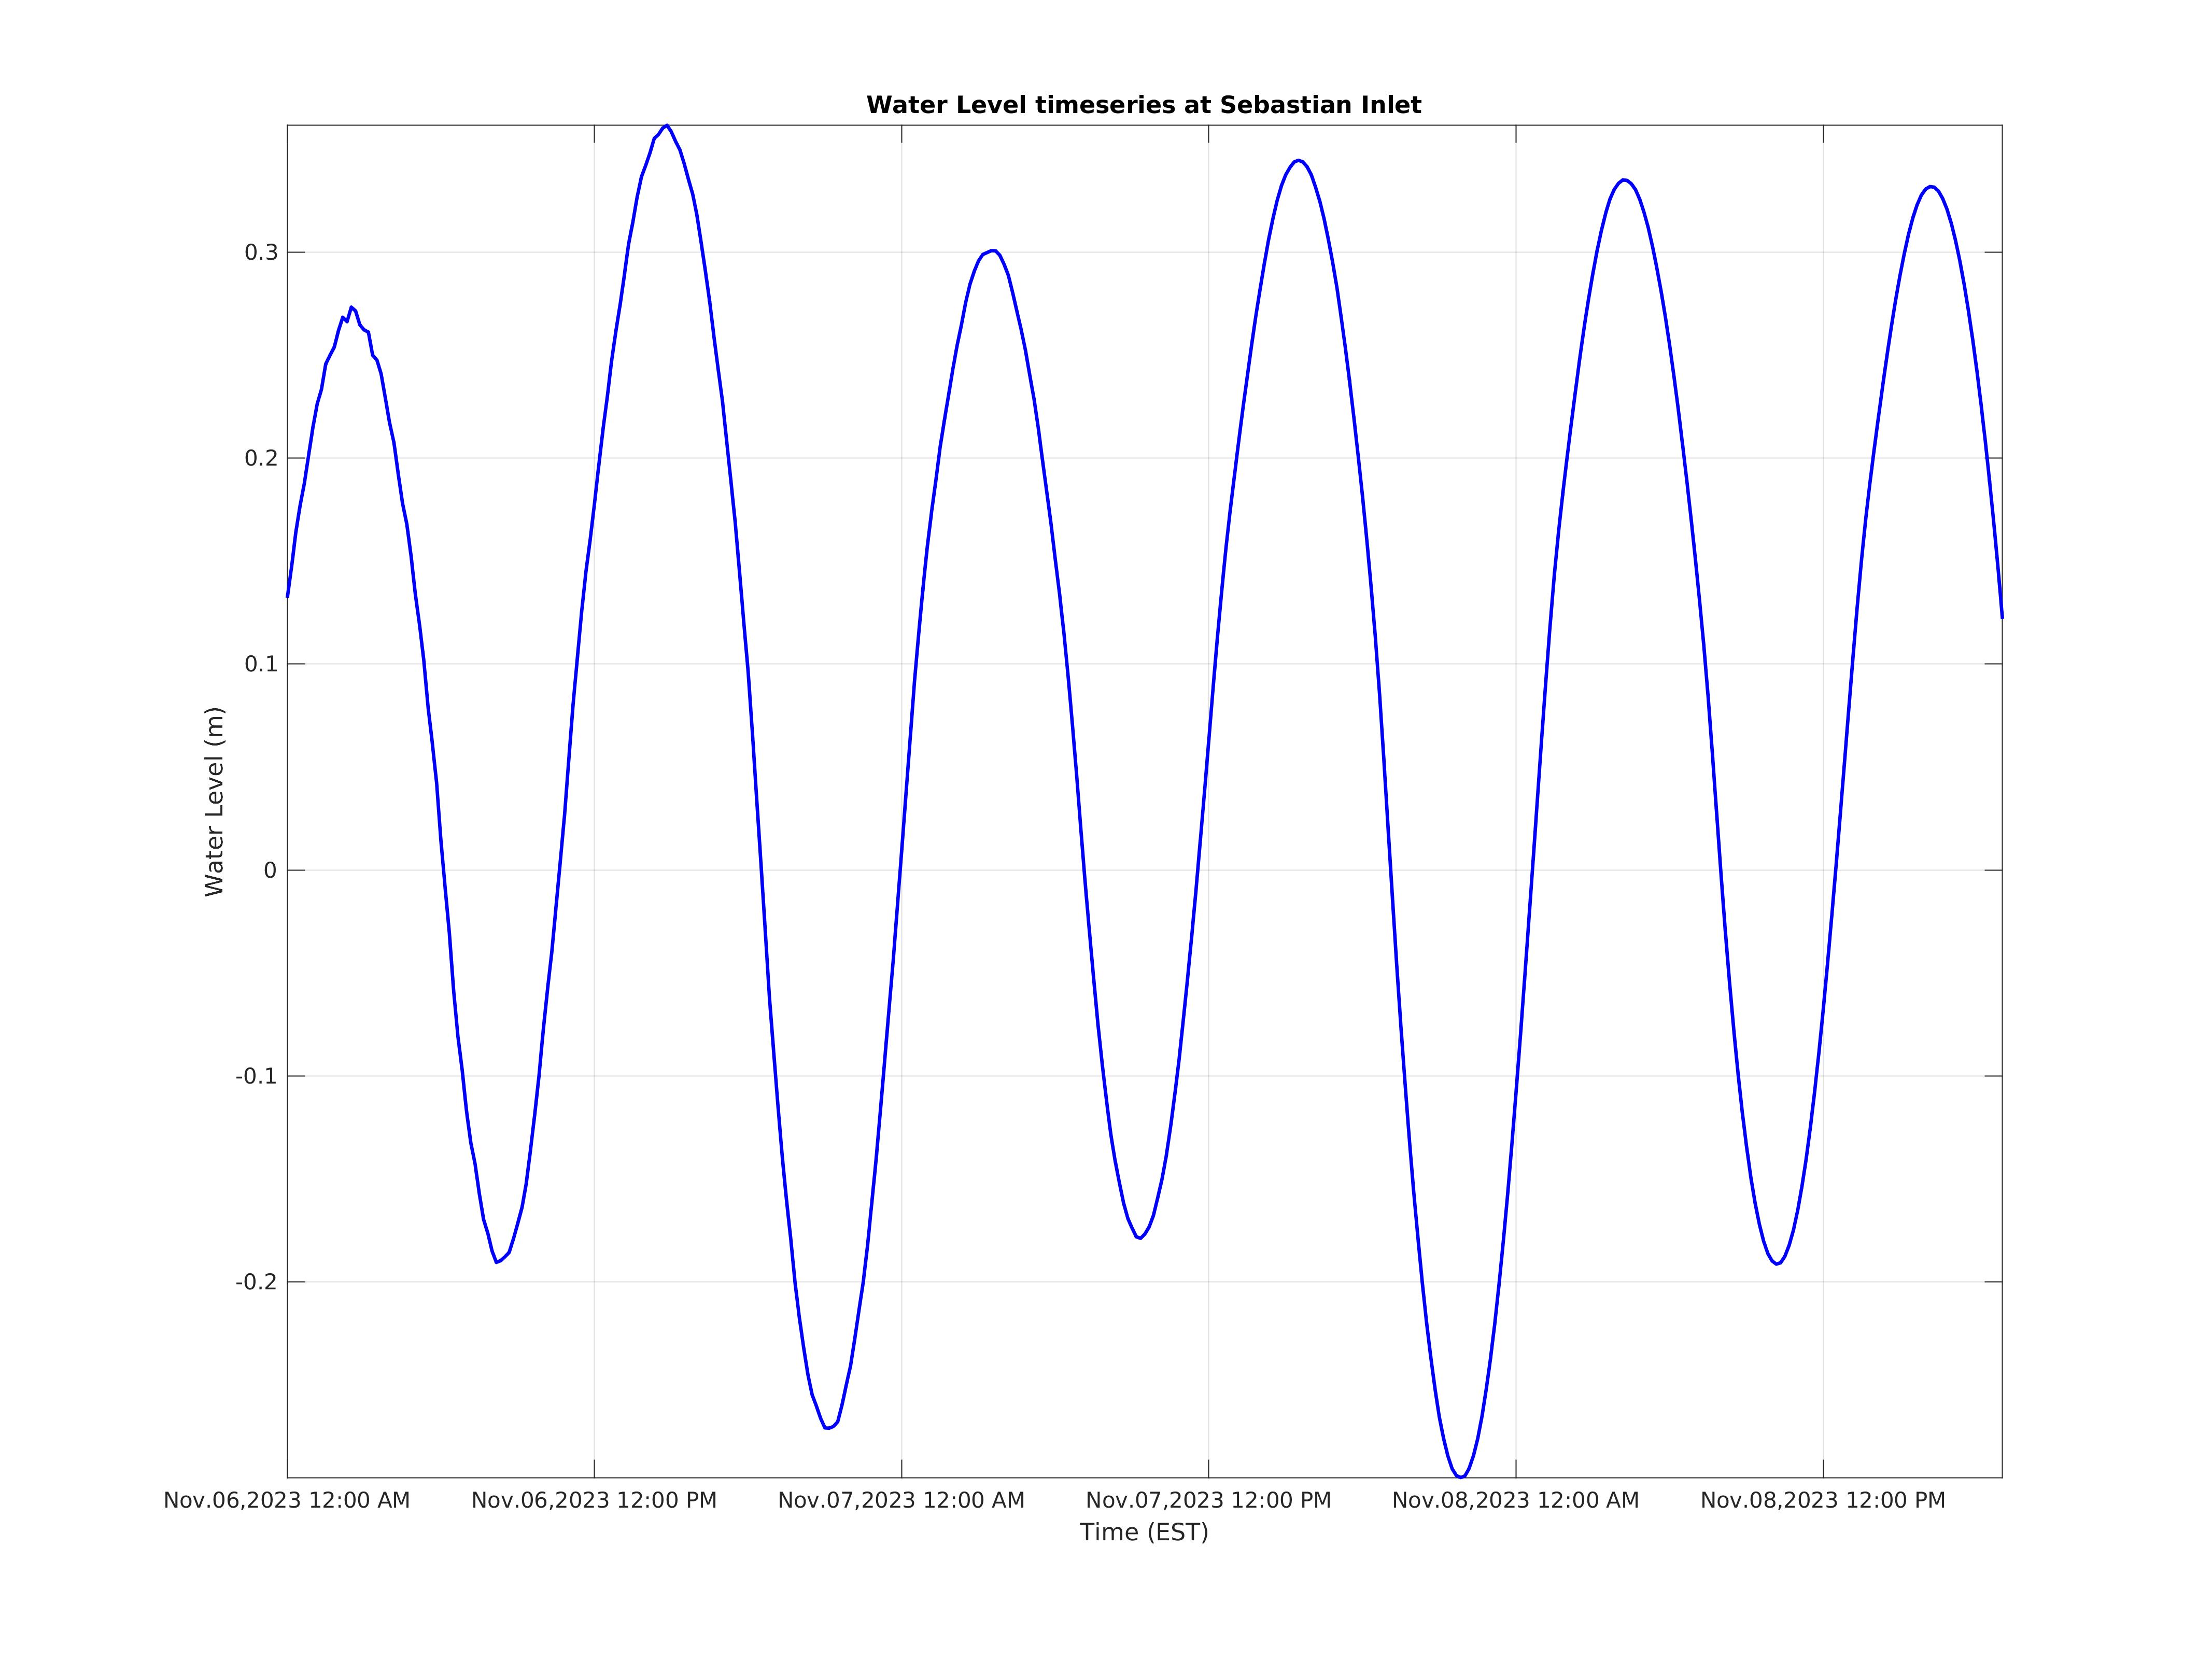 Water Level timeseries at Sebastian Inlet
Water Level (m)
0.3
0.2
0.1
0
-0.1
-0.2
Nov.06,2023 12:00 AM
Nov.06,2023 12:00 PM
Nov.07,2023 12:00 AM
Nov.07,2023 12:00 PM
Nov.08,2023 12:00 AM
Nov.08,2023 12:00 PM
Time (EST)